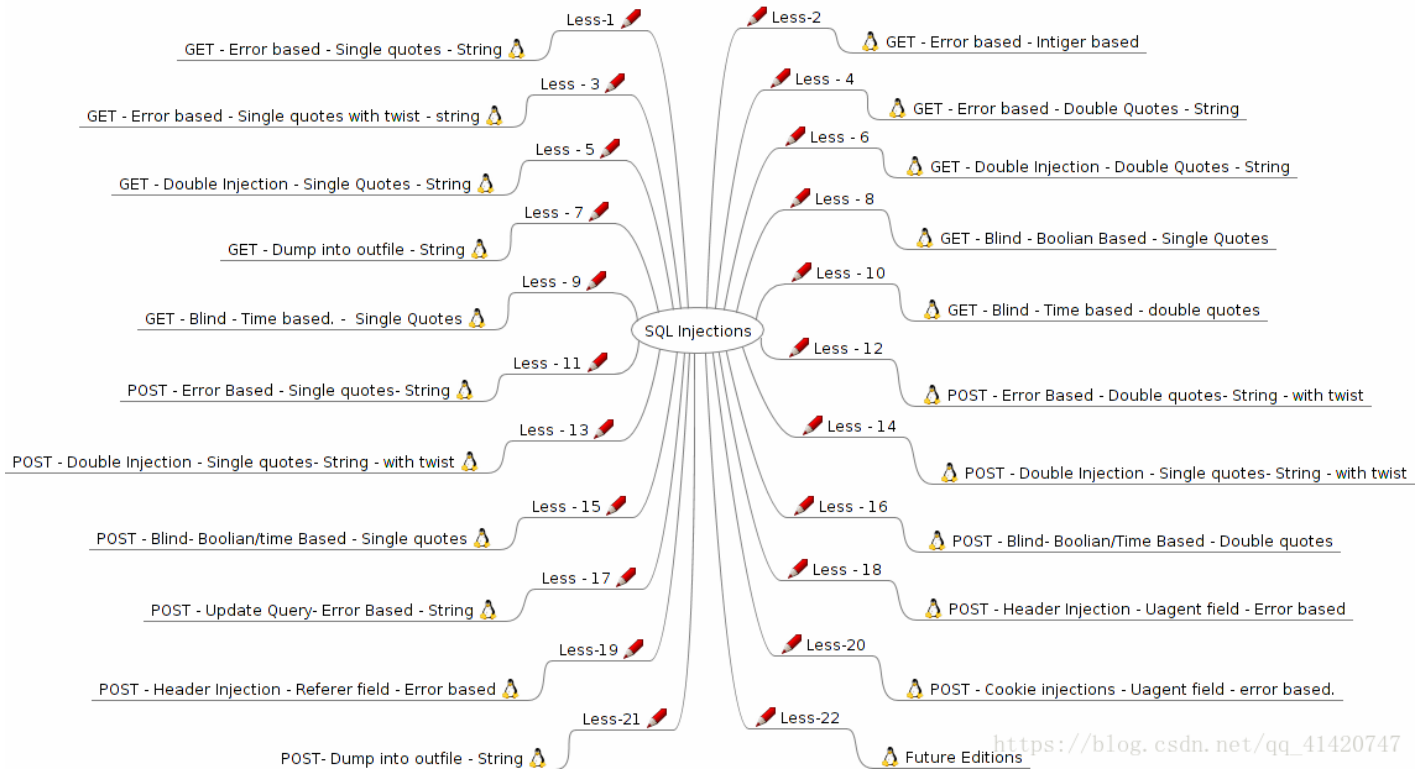 Less-1
GET - Error based - Single quotes - String
Less-2
GET - Error based - Intiger based
Less - 3
GET - Error based - Single quotes with twist - string
Less - 4
GET - Error based - Double Quotes - String
Less - 5
GET - Double Injection - Single Quotes - String
Less - 6
GET - Double Injection - Double Quotes - String
Less - 7
GET - Dump into outfile - String
Less - 8
GET - Blind - Boolian Based - Single Quotes
Less - 9
GET - Blind - Time based. - Single Quotes
Less - 10
GET - Blind - Time based - double quotes
SQL Injections
Less - 11
POST - Error Based - Single quotes- String
Less - 12
POST - Error Based - Double quotes- String - with twist
Less - 13
POST - Double Injection - Single quotes- String - with twist
Less - 14
POST - Double Injection - Single quotes- String - with twist
Less - 15
POST - Blind- Boolian/time Based - Single quotes
Less - 16
POST - Blind- Boolian/Time Based - Double quotes
Less - 17
POST - Update Query- Error Based - String
Less - 18
POST - Header Injection - Uagent field - Error based
Less-19
POST - Header Injection - Referer field - Error based
Less-20
POST - Cookie injections - Uagent field - error based.
Less-21
POST- Dump into outfile - String
Less-22
Future Editions
https://blog.csdn.net/qq_41420747